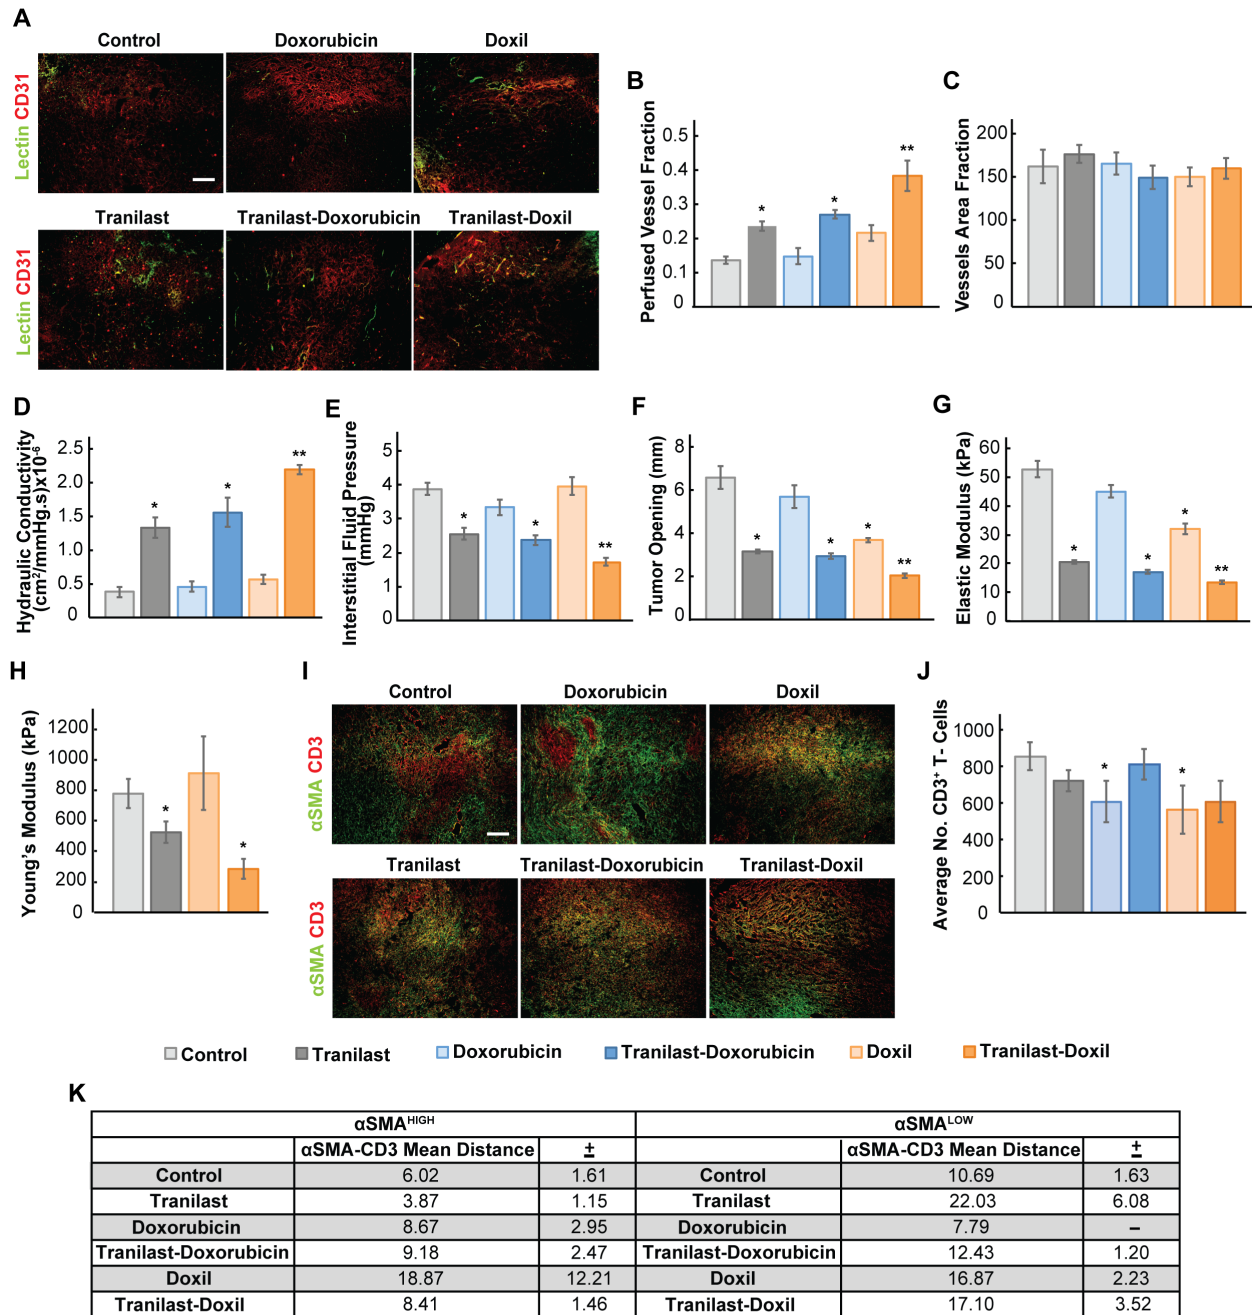 A
Control Doxorubicin Doxil
Lectin CD31
Tranilast Tranilast-Doxorubicin Tranilast-Doxil
Lectin CD31
B
Perfused Vessel Fraction
0.5
0.4
0.3
0.2
0.1
0
* * **
C
Vessels Area Fraction
200
150
100
50
0
D
Hydraulic Conductivity
(cm²/mmHg.s)x10⁻⁶
2.5
2.0
1.5
1.0
0.5
0
* * **
E
Interstitial Fluid Pressure
(mmHg)
5
4
3
2
1
0
* * **
F
Tumor Opening (mm)
8
6
4
2
0
* * * **
G
Elastic Modulus (kPa)
60
50
40
30
20
10
0
* * * **
H
Young's Modulus (kPa)
1200
1000
800
600
400
200
0
* *
I
Control Doxorubicin Doxil
αSMA CD3
Tranilast Tranilast-Doxorubicin Tranilast-Doxil
αSMA CD3
J
Average No. CD3⁺ T- Cells
1000
800
600
400
200
0
* *
Control Tranilast Doxorubicin Tranilast-Doxorubicin Doxil Tranilast-Doxil
K
αSMA^HIGH αSMA^LOW
αSMA-CD3 Mean Distance ± αSMA-CD3 Mean Distance ±
Control 6.02 1.61 Control 10.69 1.63
Tranilast 3.87 1.15 Tranilast 22.03 6.08
Doxorubicin 8.67 2.95 Doxorubicin 7.79 –
Tranilast-Doxorubicin 9.18 2.47 Tranilast-Doxorubicin 12.43 1.20
Doxil 18.87 12.21 Doxil 16.87 2.23
Tranilast-Doxil 8.41 1.46 Tranilast-Doxil 17.10 3.52